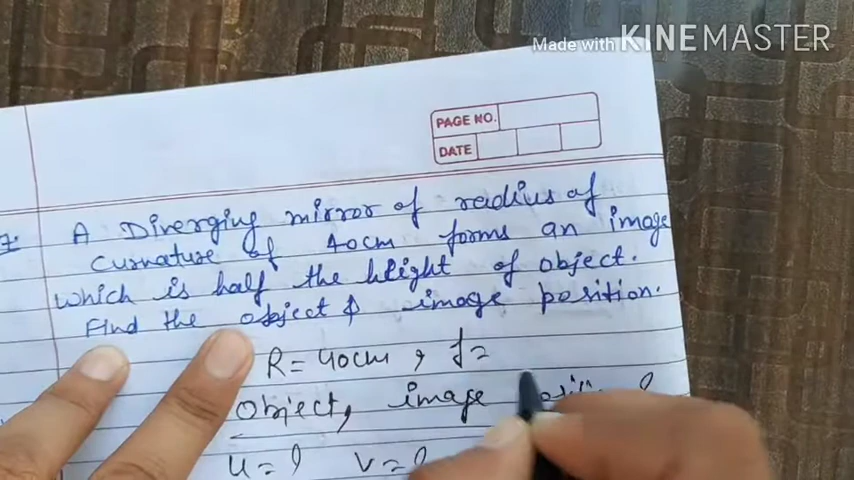 Made with KINEMASTER
PAGE NO.
DATE
A Diverging mirror of radius of
curvature of 40cm forms an image
which is half the height of object.
Find the object & image position.
R = 40cm, f =
object, image
u = ? v = ?